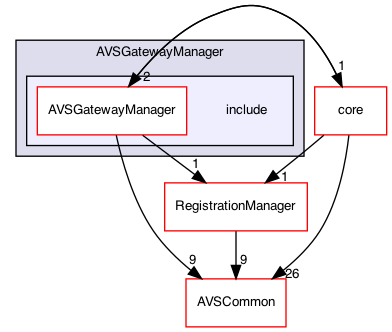 AVSGatewayManager
2
1
AVSGatewayManager
include
core
1
1
RegistrationManager
9
9
26
AVSCommon